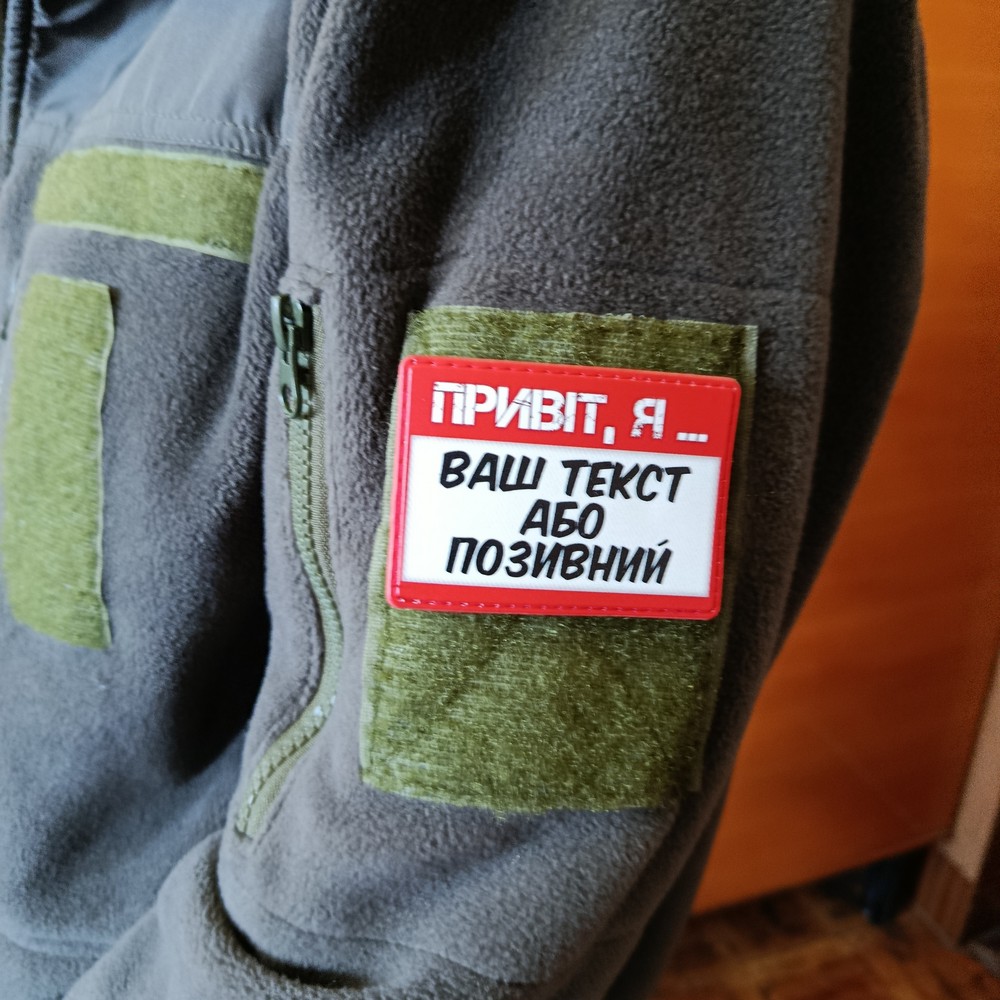 ПРИВІТ, Я ...
ВАШ ТЕКСТ
АБО
ПОЗИВНИЙ